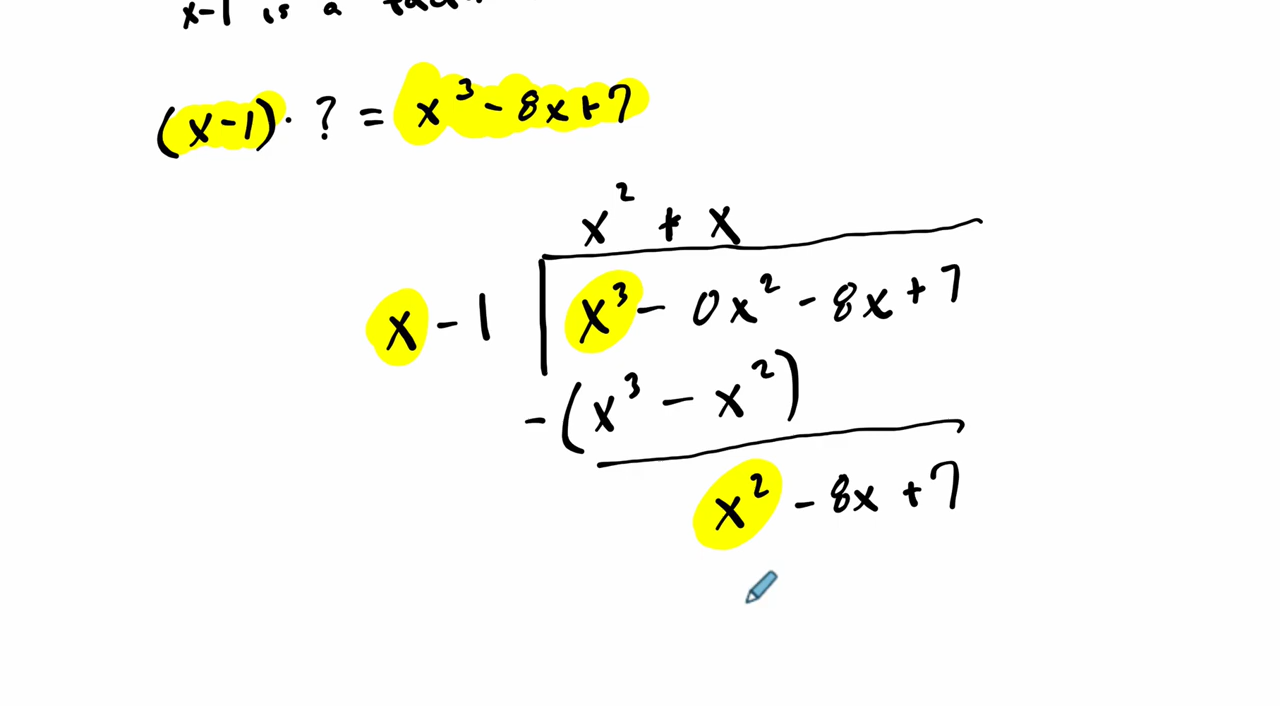 x-1 is a
(x-1) · ? = x³ - 8x + 7
x² + x
x - 1 x³ - 0x² - 8x + 7
- (x³ - x²)
x² - 8x + 7